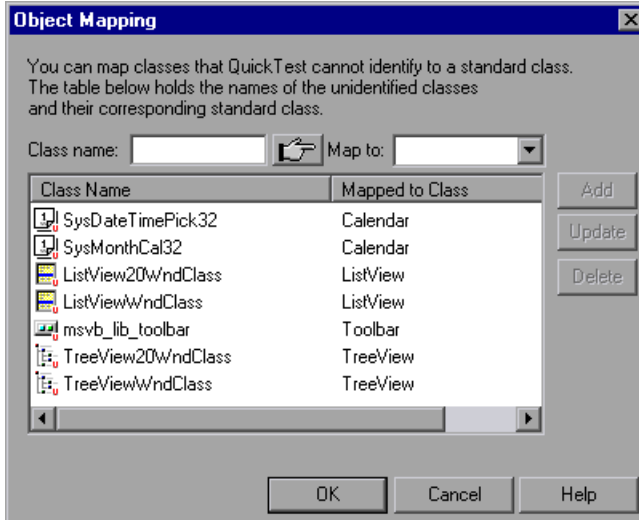 Object Mapping
You can map classes that QuickTest cannot identify to a standard class.
The table below holds the names of the unidentified classes
and their corresponding standard class.
Class name: Map to:
Class Name Mapped to Class Add
SysDateTimePick32 Calendar
SysMonthCal32 Calendar Update
ListView20WndClass ListView
ListViewWndClass ListView Delete
msvb_lib_toolbar Toolbar
TreeView20WndClass TreeView
TreeViewWndClass TreeView
OK Cancel Help